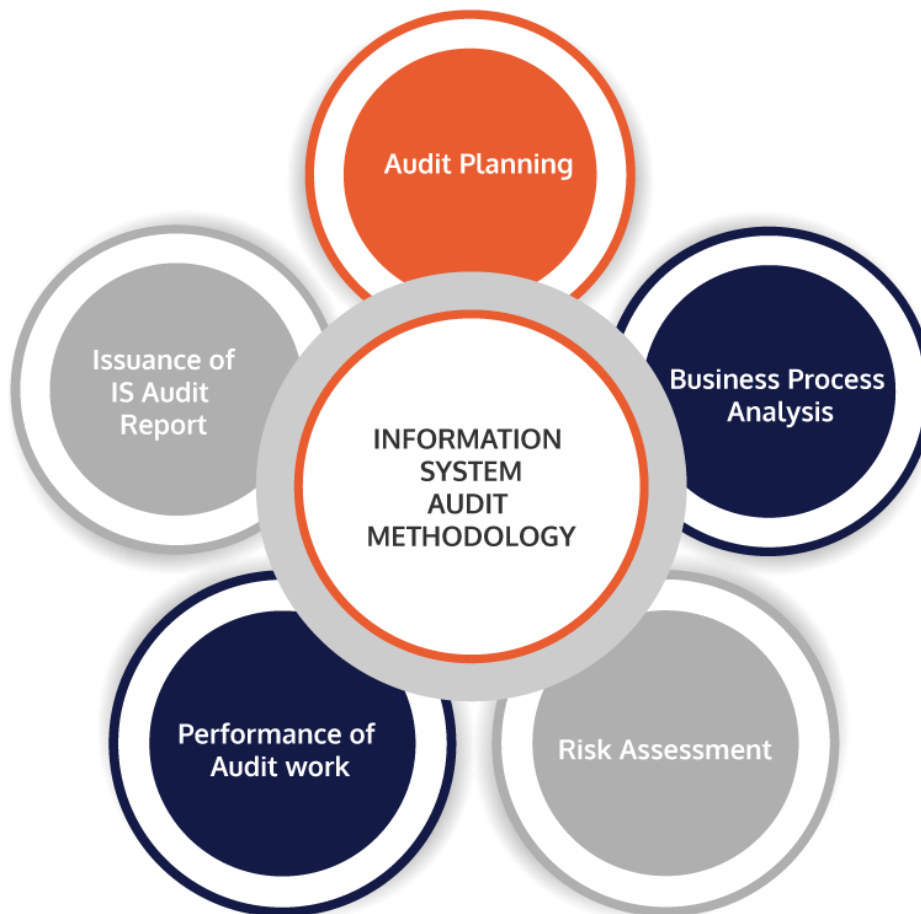 Audit Planning
Business Process
Analysis
Risk Assessment
Performance of
Audit work
Issuance of
IS Audit
Report
INFORMATION
SYSTEM
AUDIT
METHODOLOGY